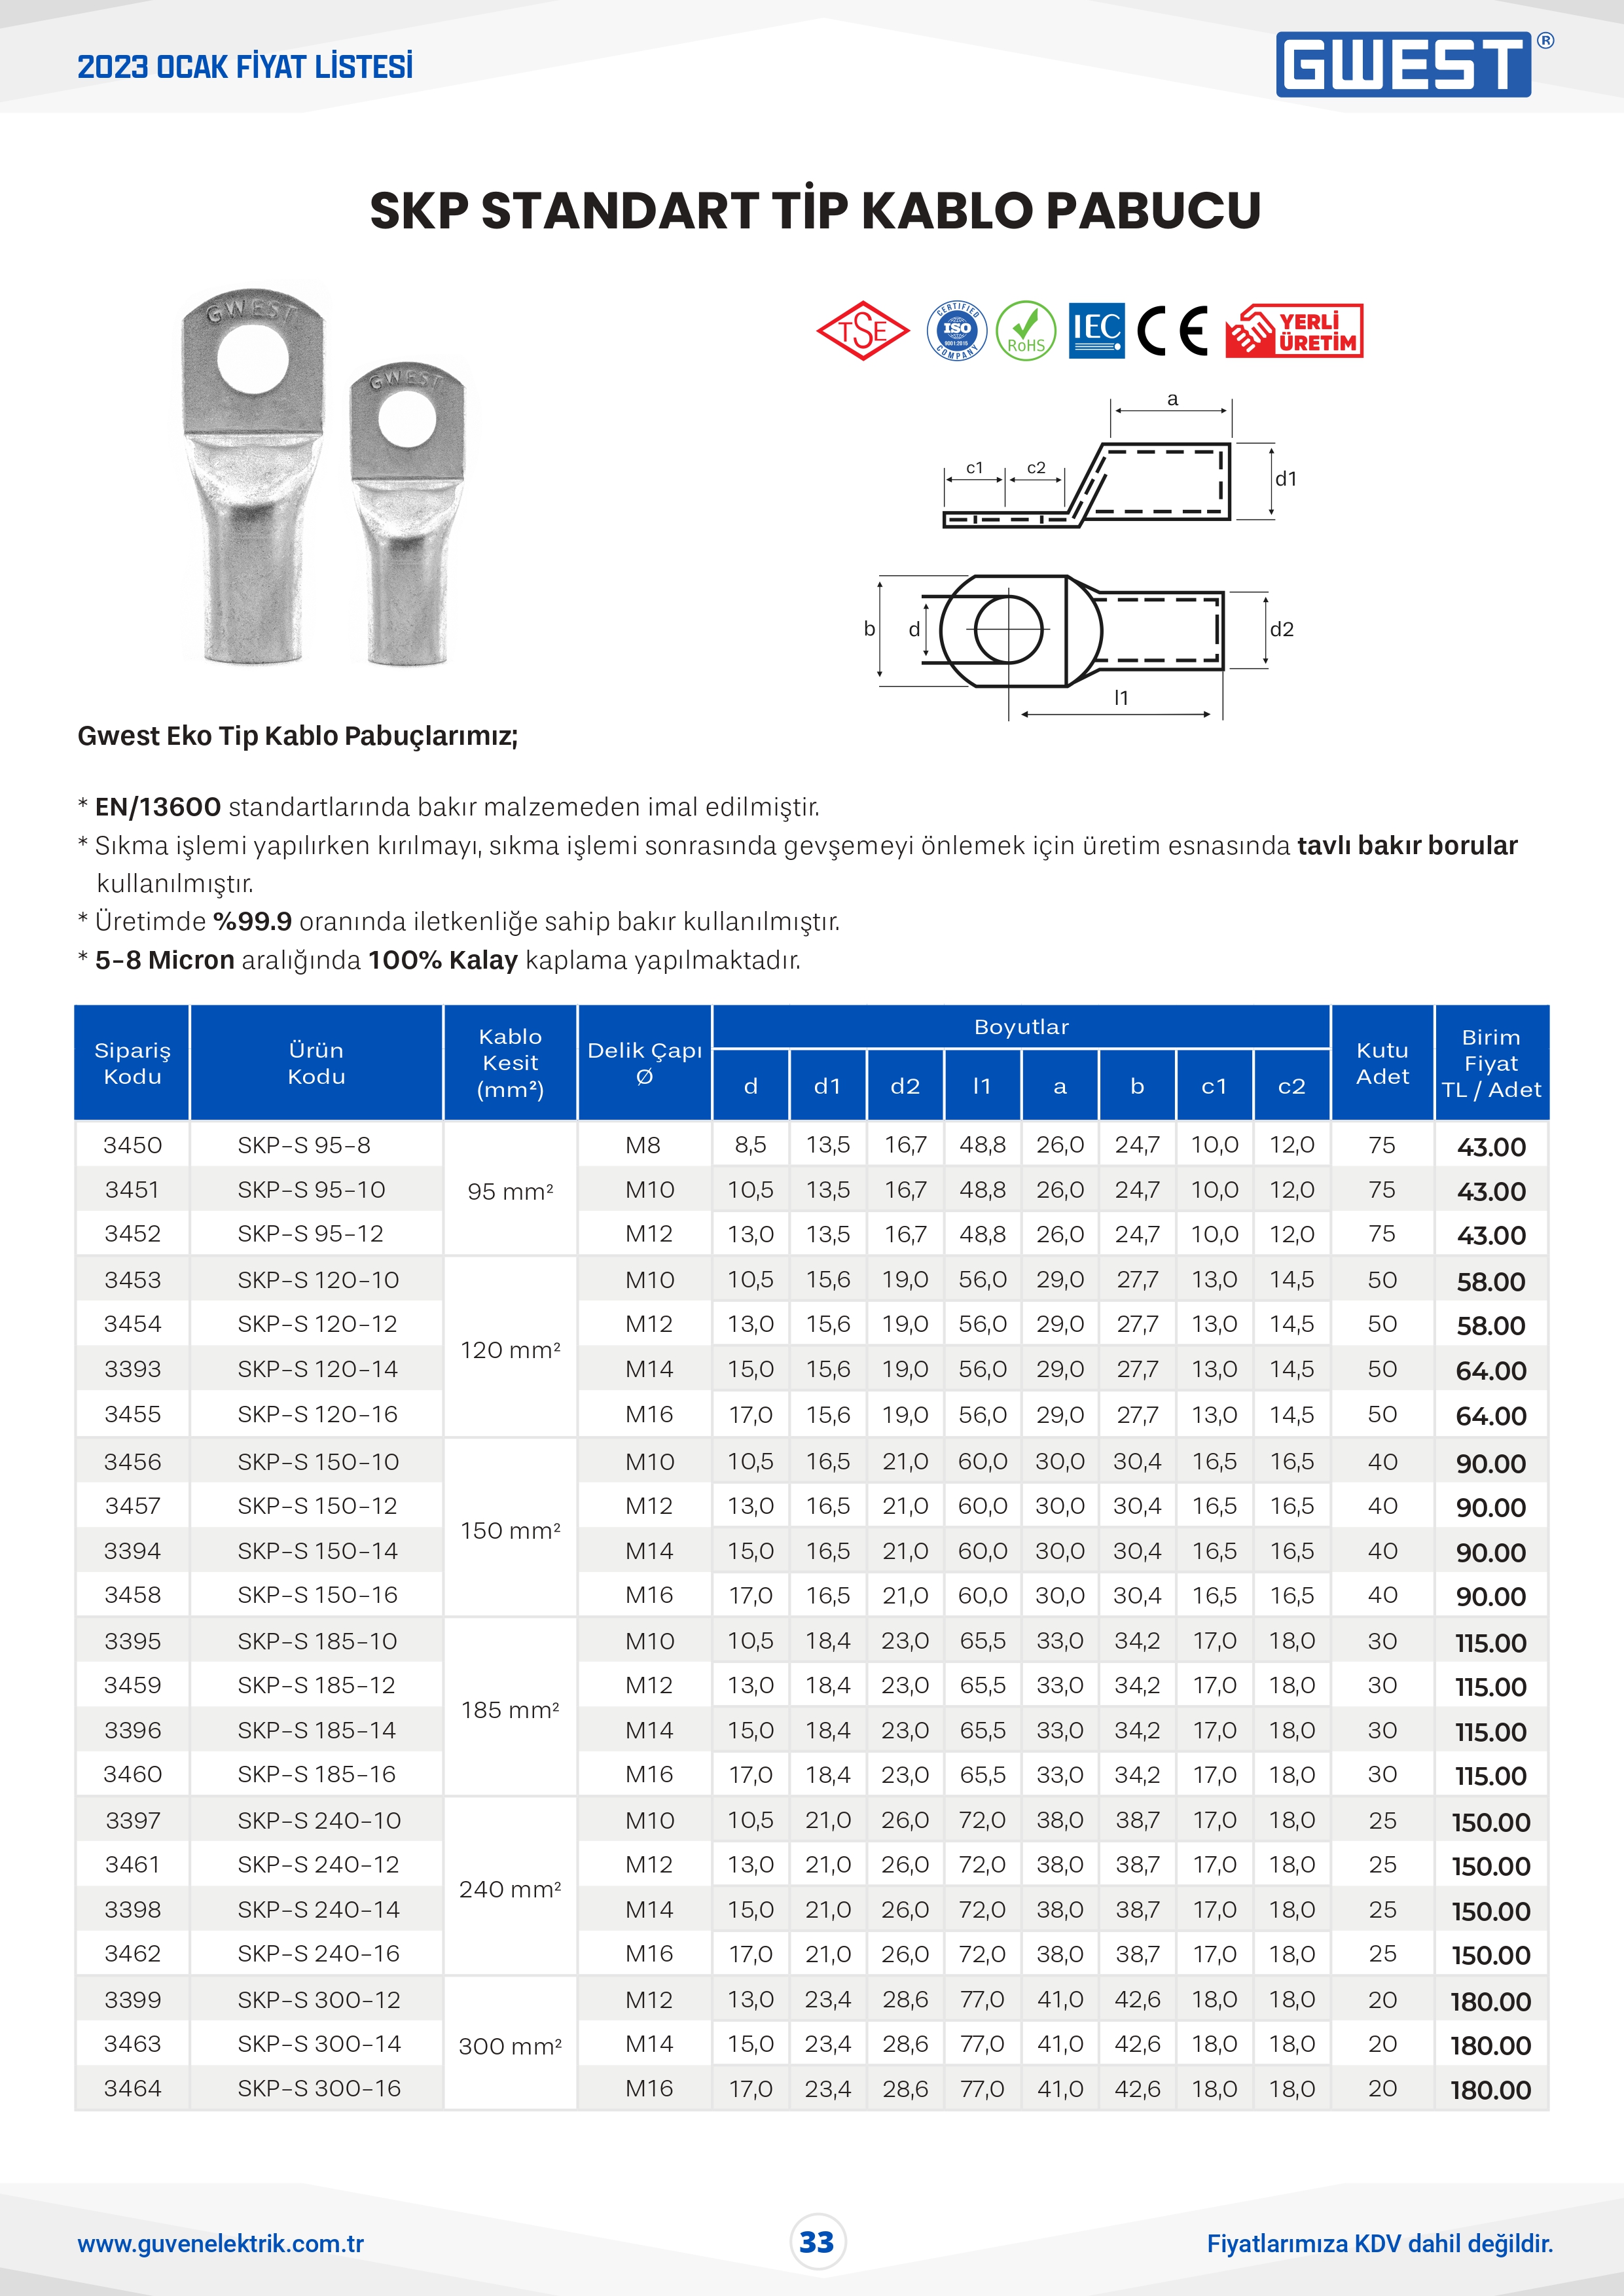 2023 OCAK FİYAT LİSTESİ
GWEST®
SKP STANDART TİP KABLO PABUCU
GWEST
GWEST
TSE
CERTIFIED
ISO
9001:2015
COMPANY
RoHS
IEC
CE
YERLİ
ÜRETİM
a
c1 c2
d1
b d d2
l1
Gwest Eko Tip Kablo Pabuçlarımız;
* EN/13600 standartlarında bakır malzemeden imal edilmiştir.
* Sıkma işlemi yapılırken kırılmayı, sıkma işlemi sonrasında gevşemeyi önlemek için üretim esnasında tavlı bakır borular
kullanılmıştır.
* Üretimde %99.9 oranında iletkenliğe sahip bakır kullanılmıştır.
* 5-8 Micron aralığında 100% Kalay kaplama yapılmaktadır.
Sipariş Kodu Ürün Kodu Kablo Kesit (mm²) Delik Çapı Ø Boyutlar Kutu Adet Birim Fiyat TL / Adet
d d1 d2 l1 a b c1 c2
3450 SKP-S 95-8 M8 8,5 13,5 16,7 48,8 26,0 24,7 10,0 12,0 75 43.00
3451 SKP-S 95-10 95 mm² M10 10,5 13,5 16,7 48,8 26,0 24,7 10,0 12,0 75 43.00
3452 SKP-S 95-12 M12 13,0 13,5 16,7 48,8 26,0 24,7 10,0 12,0 75 43.00
3453 SKP-S 120-10 M10 10,5 15,6 19,0 56,0 29,0 27,7 13,0 14,5 50 58.00
3454 SKP-S 120-12 120 mm² M12 13,0 15,6 19,0 56,0 29,0 27,7 13,0 14,5 50 58.00
3393 SKP-S 120-14 M14 15,0 15,6 19,0 56,0 29,0 27,7 13,0 14,5 50 64.00
3455 SKP-S 120-16 M16 17,0 15,6 19,0 56,0 29,0 27,7 13,0 14,5 50 64.00
3456 SKP-S 150-10 M10 10,5 16,5 21,0 60,0 30,0 30,4 16,5 16,5 40 90.00
3457 SKP-S 150-12 150 mm² M12 13,0 16,5 21,0 60,0 30,0 30,4 16,5 16,5 40 90.00
3394 SKP-S 150-14 M14 15,0 16,5 21,0 60,0 30,0 30,4 16,5 16,5 40 90.00
3458 SKP-S 150-16 M16 17,0 16,5 21,0 60,0 30,0 30,4 16,5 16,5 40 90.00
3395 SKP-S 185-10 M10 10,5 18,4 23,0 65,5 33,0 34,2 17,0 18,0 30 115.00
3459 SKP-S 185-12 185 mm² M12 13,0 18,4 23,0 65,5 33,0 34,2 17,0 18,0 30 115.00
3396 SKP-S 185-14 M14 15,0 18,4 23,0 65,5 33,0 34,2 17,0 18,0 30 115.00
3460 SKP-S 185-16 M16 17,0 18,4 23,0 65,5 33,0 34,2 17,0 18,0 30 115.00
3397 SKP-S 240-10 M10 10,5 21,0 26,0 72,0 38,0 38,7 17,0 18,0 25 150.00
3461 SKP-S 240-12 240 mm² M12 13,0 21,0 26,0 72,0 38,0 38,7 17,0 18,0 25 150.00
3398 SKP-S 240-14 M14 15,0 21,0 26,0 72,0 38,0 38,7 17,0 18,0 25 150.00
3462 SKP-S 240-16 M16 17,0 21,0 26,0 72,0 38,0 38,7 17,0 18,0 25 150.00
3399 SKP-S 300-12 M12 13,0 23,4 28,6 77,0 41,0 42,6 18,0 18,0 20 180.00
3463 SKP-S 300-14 300 mm² M14 15,0 23,4 28,6 77,0 41,0 42,6 18,0 18,0 20 180.00
3464 SKP-S 300-16 M16 17,0 23,4 28,6 77,0 41,0 42,6 18,0 18,0 20 180.00
www.guvenelektrik.com.tr 33 Fiyatlarımıza KDV dahil değildir.